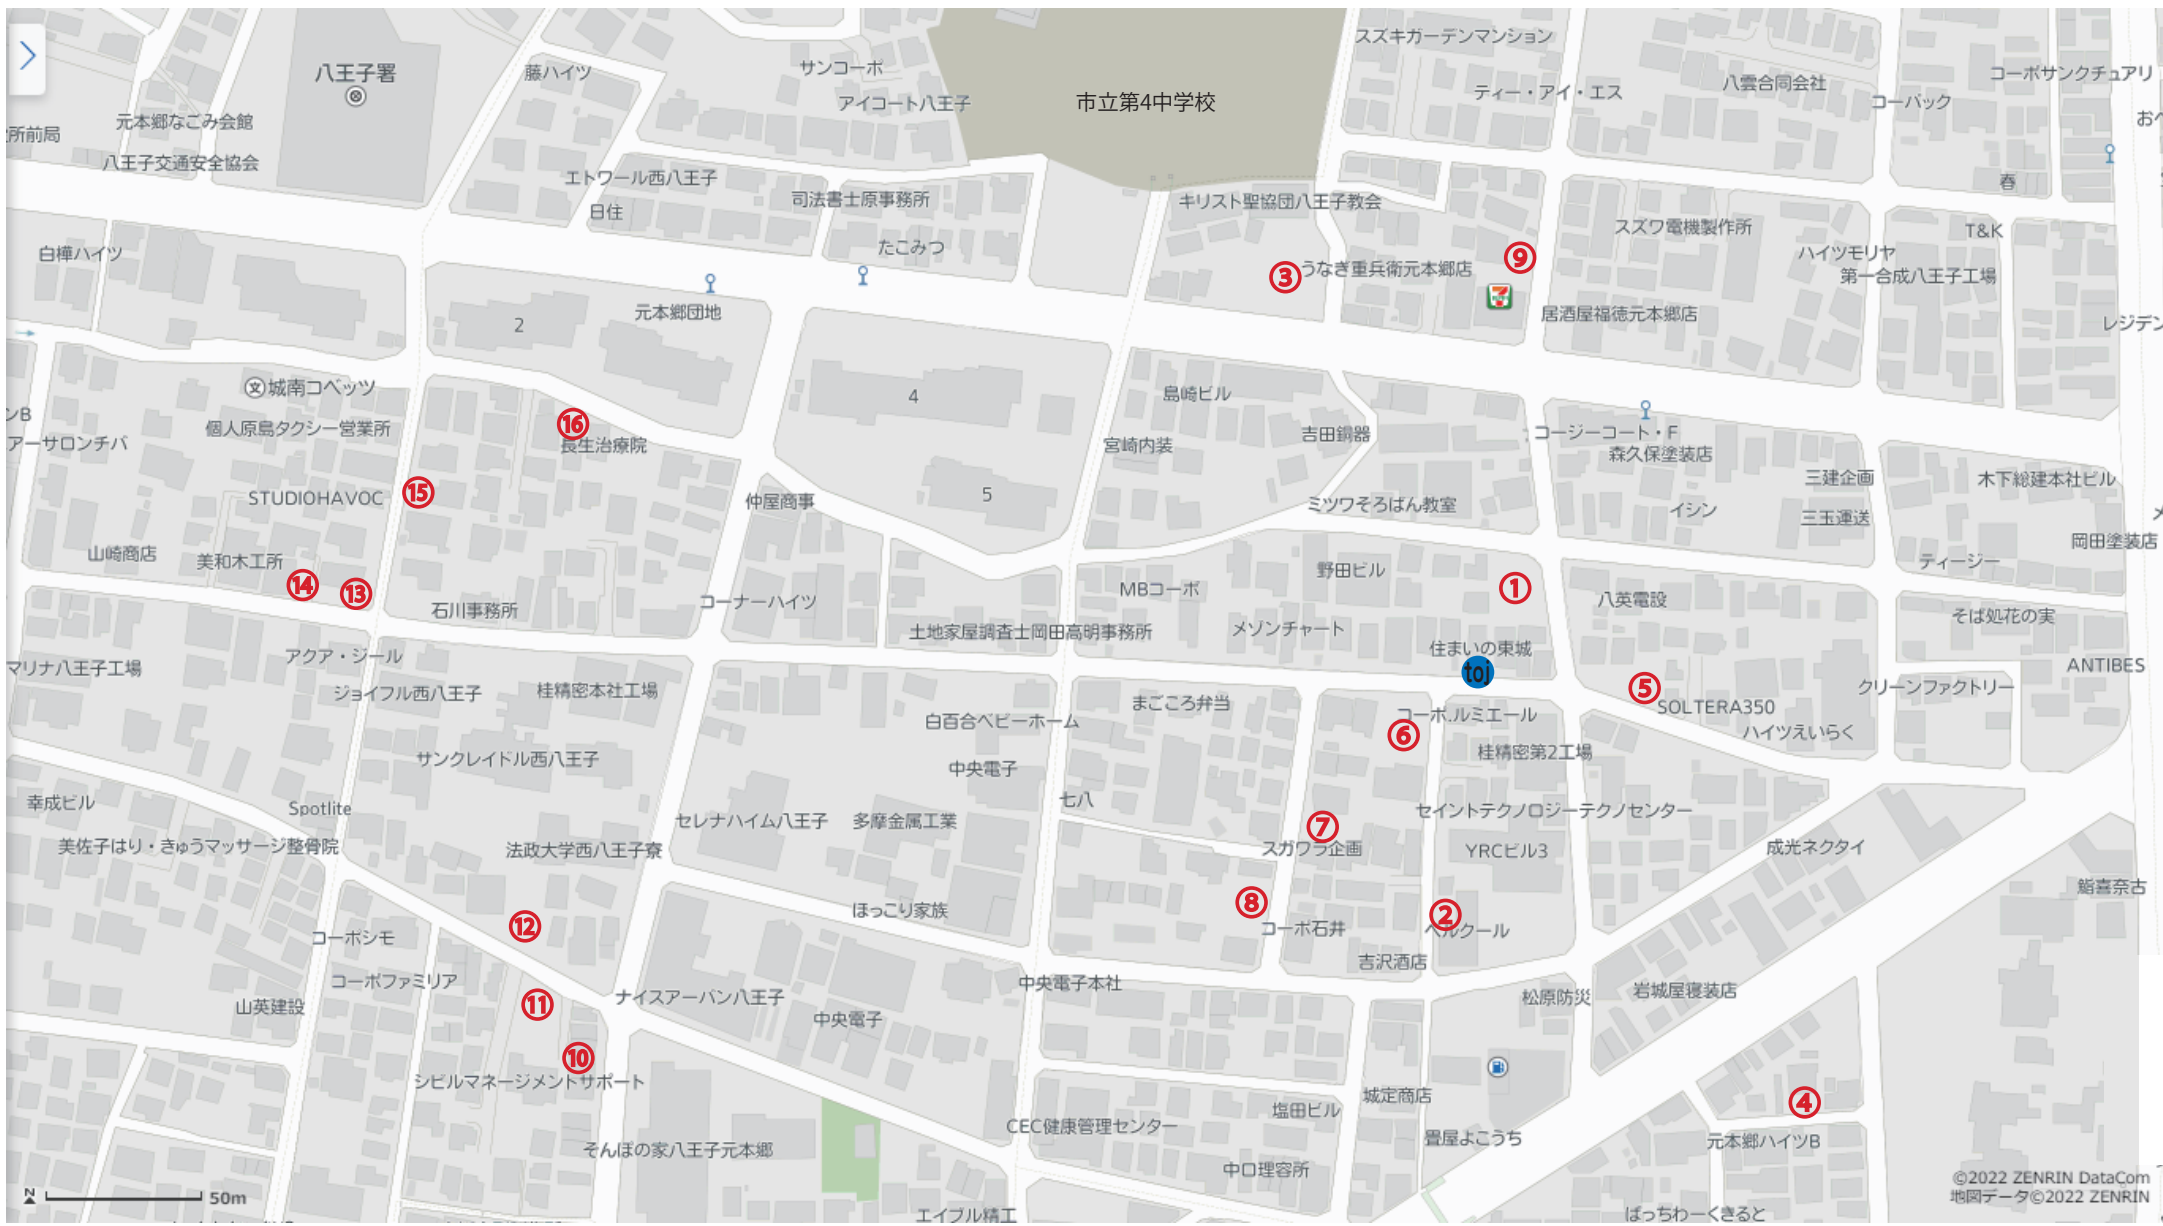 スズキガーデンマンション
サンコーポ
藤ハイツ
八王子署
コーポサンクチュアリ
八雲合同会社
ティー・アイ・エス
アイコート八王子
市立第4中学校
コーバック
元本郷なごみ会館
所前局
八王子交通安全協会
エトワール西八王子
春
司法書士原事務所
キリスト聖協団八王子教会
日住
スズワ電機製作所
T&K
たこみつ
白樺ハイツ
ハイツモリヤ
⑨
③
うなぎ重兵衛元本郷店
第一合成八王子工場
元本郷団地
居酒屋福徳元本郷店
2
レジデン
城南コベッツ
島崎ビル
4
ンB
⑯
個人原島タクシー営業所
吉田銅器
コージーコート・F
アーサロンチバ
長生治療院
宮崎内装
森久保塗装店
三建企画
木下総建本社ビル
⑮
STUDIOHAVOC
5
仲屋商事
ミツワそろばん教室
イシン
三玉運送
岡田塗装店
山崎商店
美和木工所
ティージー
野田ビル
⑭
⑬
MBコーポ
①
八英電設
コーナーハイツ
石川事務所
そば処花の実
土地家屋調査士岡田高明事務所
メゾンチャート
住まいの東城
toj
アクア・ジール
マリナ八王子工場
ANTIBES
ジョイフル西八王子
桂精密本社工場
⑤
クリーンファクトリー
まごころ弁当
SOLTERA350
コーポ.ルミエール
白百合ベビーホーム
⑥
ハイツえいらく
桂精密第2工場
サンクレイドル西八王子
中央電子
幸成ビル
Spotlite
七八
セイントテクノロジーテクノセンター
セレナハイム八王子
多摩金属工業
⑦
美佐子はり・きゅうマッサージ整骨院
法政大学西八王子寮
スガワラ企画
YRCビル3
成光ネクタイ
鮨喜奈古
⑧
ほっこり家族
②
⑫
コーポ石井
ベルクール
コーポシモ
吉沢酒店
コーポファミリア
中央電子本社
岩城屋寝装店
ナイスアーバン八王子
松原防災
山英建設
⑪
中央電子
⑩
シビルマネージメントサポート
城定商店
④
塩田ビル
CEC健康管理センター
畳屋よこうち
元本郷ハイツB
そんぽの家八王子元本郷
中口理容所
N
50m
©2022 ZENRIN DataCom
地図データ©2022 ZENRIN
エイブル精工
ぱっちわーくきると